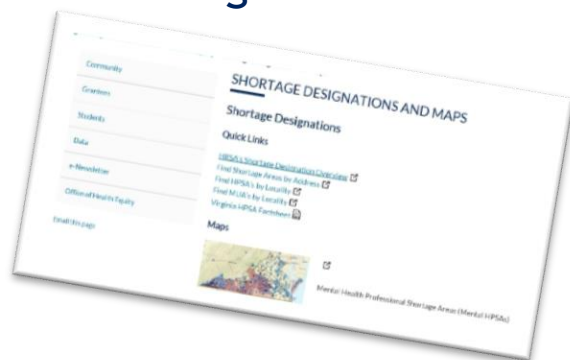 Community
Grantees
Students
Data
e-Newsletter
Office of Health Equity
Email this page
SHORTAGE DESIGNATIONS AND MAPS
Shortage Designations
Quick Links
HRSA's Shortage Designation Overview
Find Shortage Areas by Address
Find HPSA's by Locality
Find MUA's by Locality
Virginia HPSA Factsheet
Maps
Mental Health Professional Shortage Areas (Mental HPSAs)